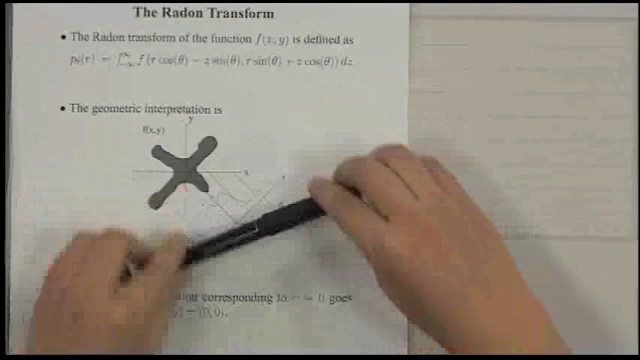 The Radon Transform
• The Radon transform of the function f(x, y) is defined as
p_θ(r) = ∫_{-∞}^{∞} f (r cos(θ) − z sin(θ), r sin(θ) + z cos(θ)) dz
• The geometric interpretation is
y
f(x,y)
x
r
corresponding to r = 0 goes
= (0, 0).